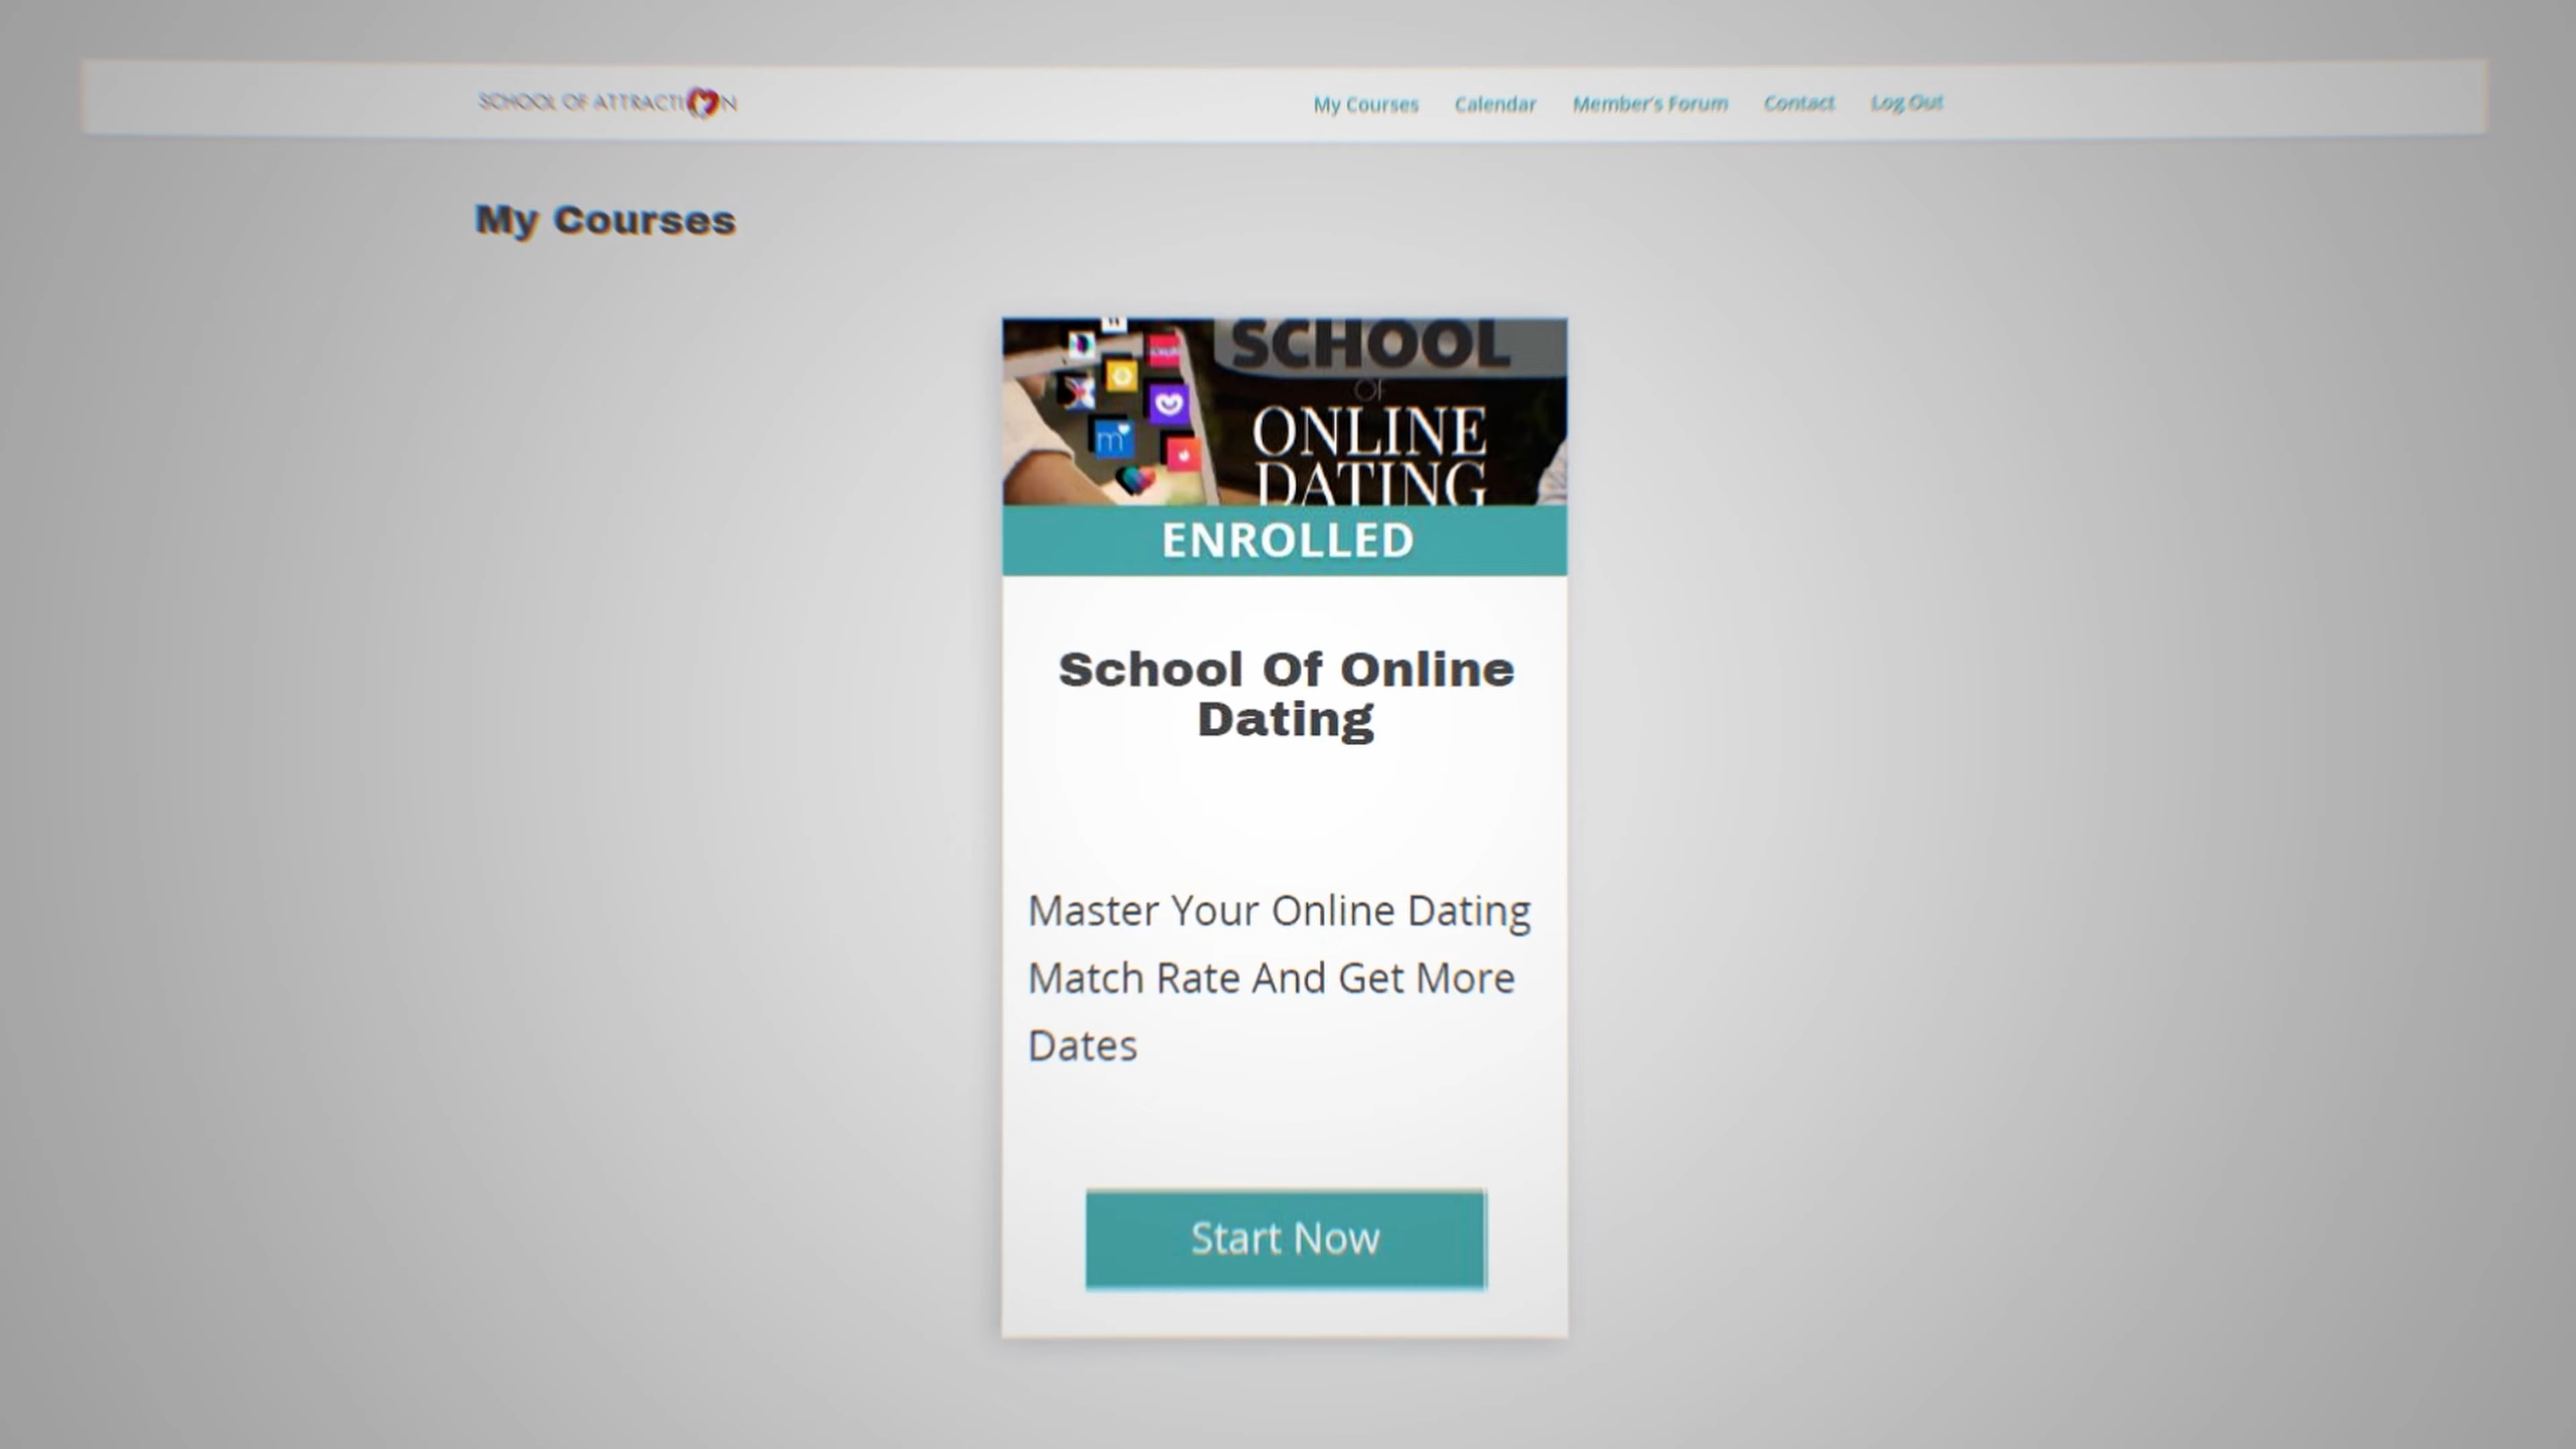 SCHOOL OF ATTRACTION
My Courses Calendar Member's Forum Contact Log Out
My Courses
SCHOOL
OF
ONLINE
DATING
ENROLLED
School Of Online
Dating
Master Your Online Dating
Match Rate And Get More
Dates
Start Now